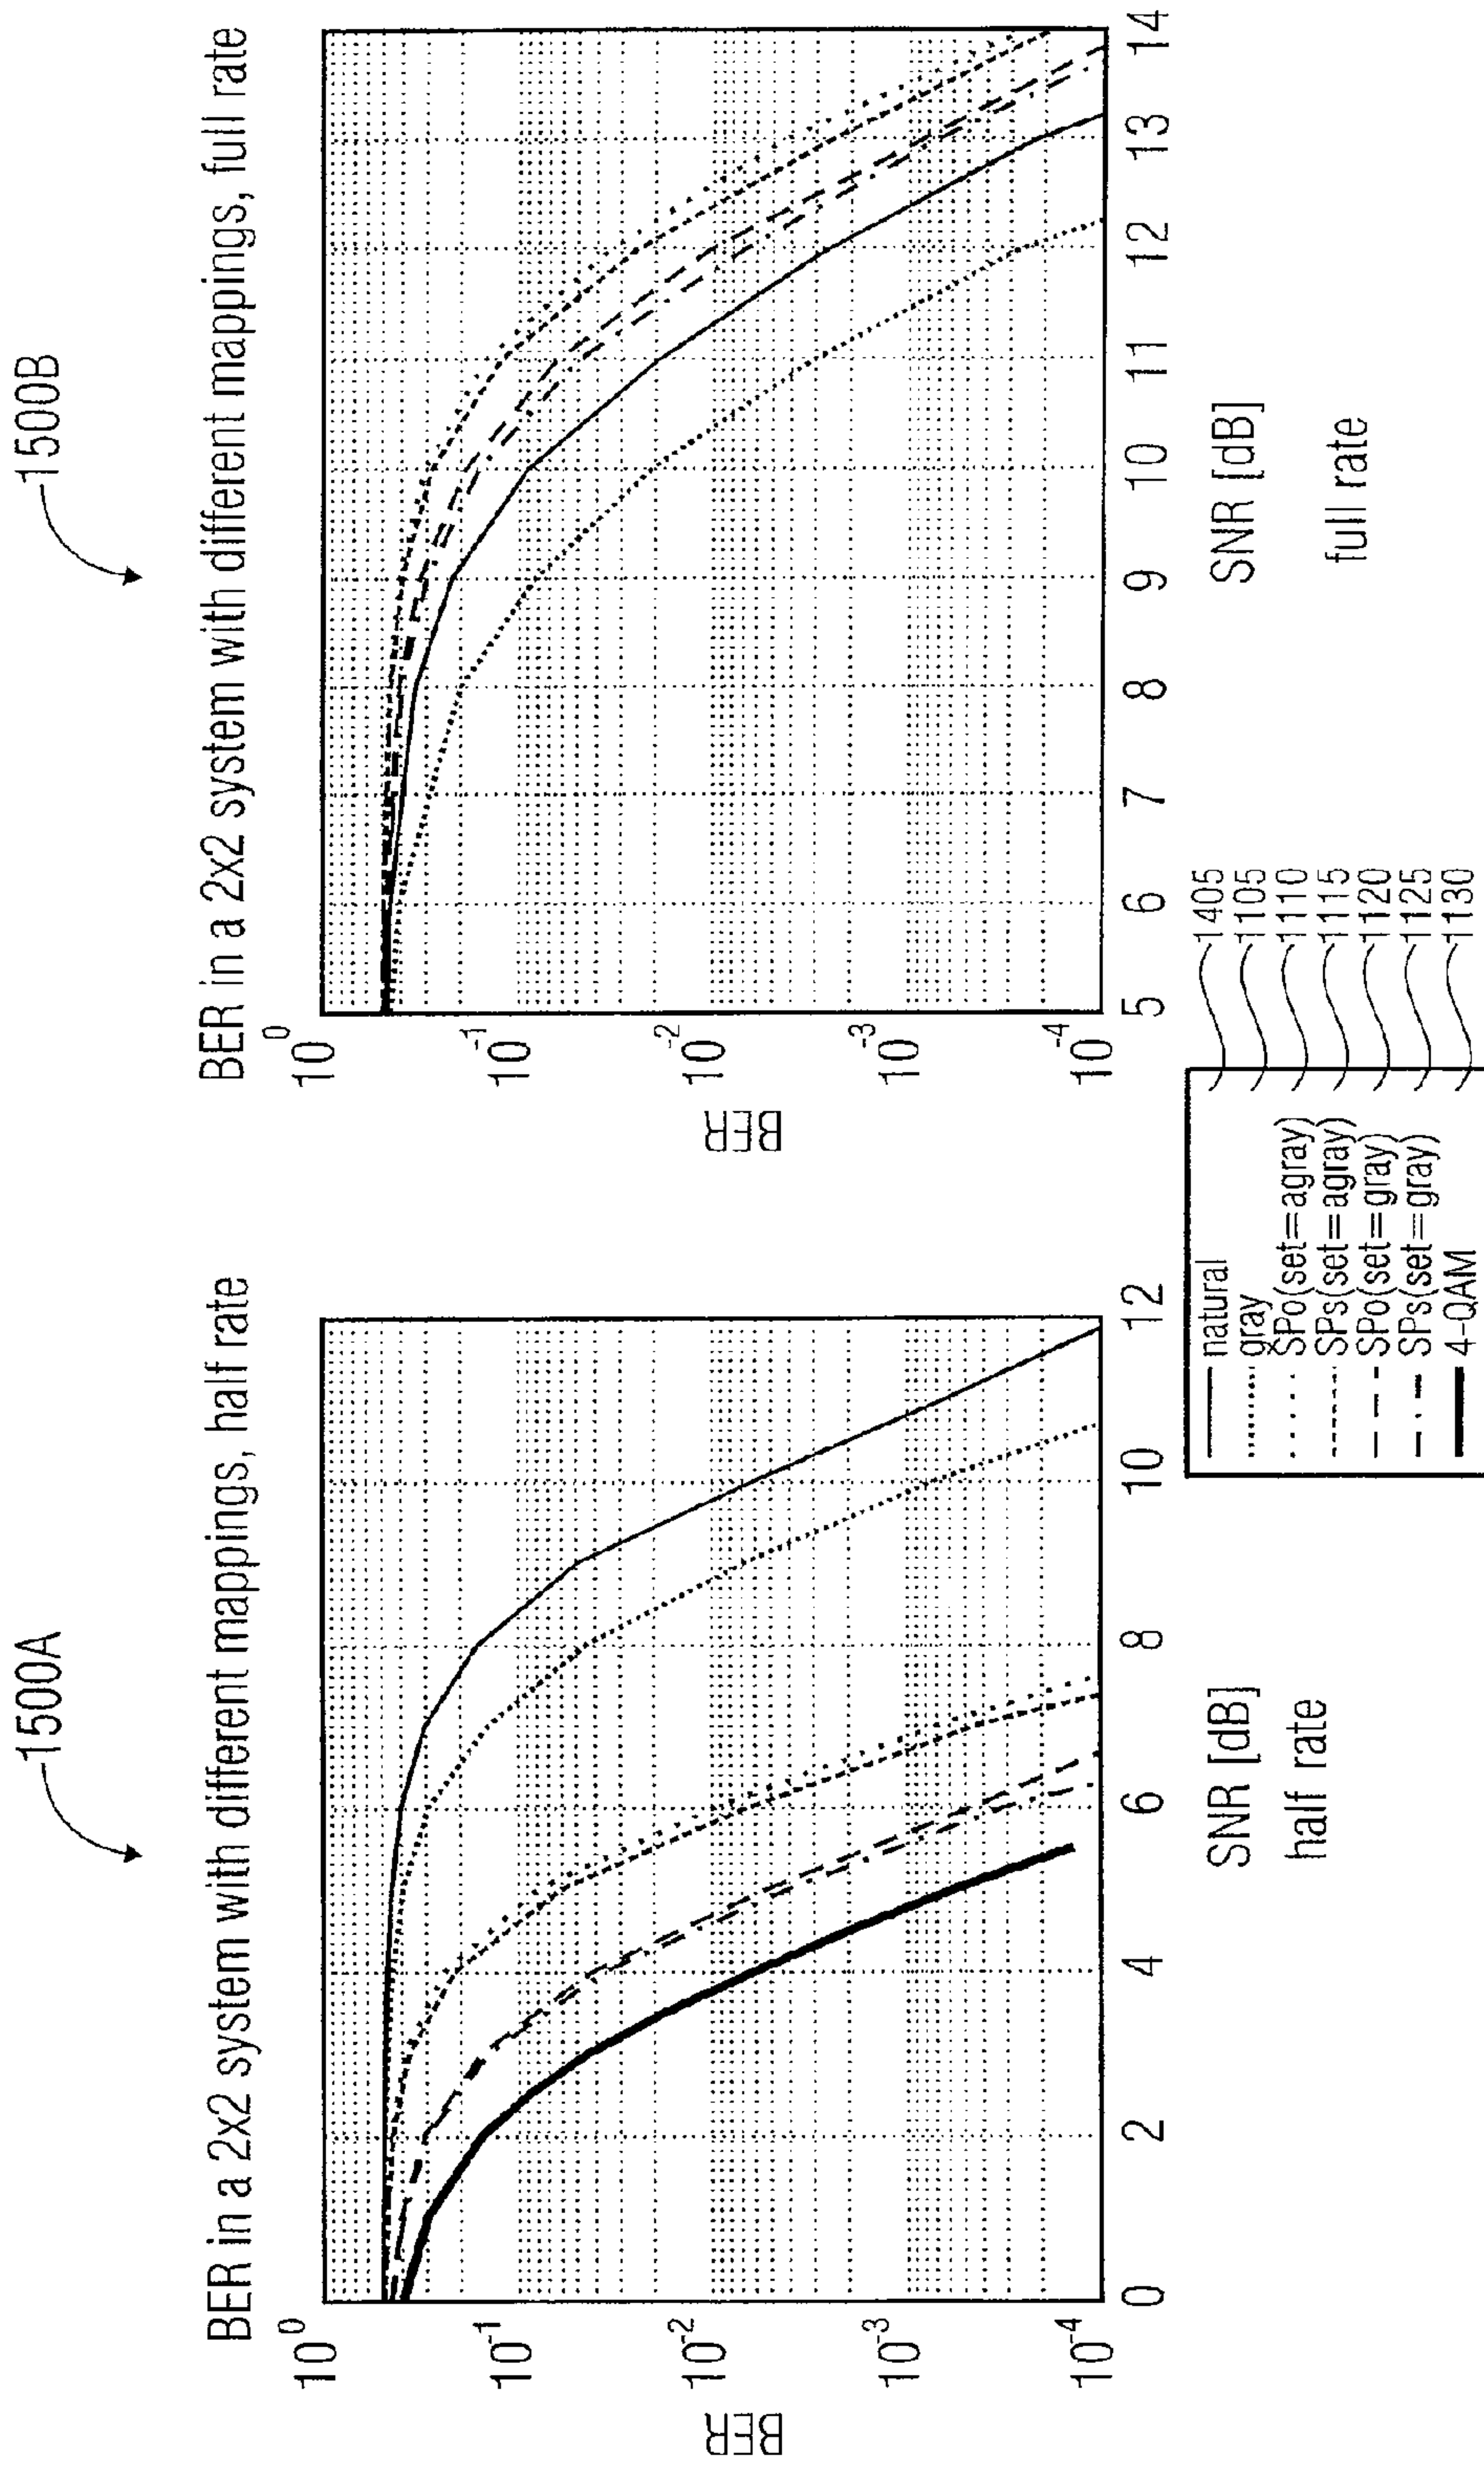 1500A
BER in a 2x2 system with different mappings, half rate
BER
10^0
10^-1
10^-2
10^-3
10^-4
0 2 4 6 8 10 12
SNR [dB]
half rate
1500B
BER in a 2x2 system with different mappings, full rate
BER
10^0
10^-1
10^-2
10^-3
10^-4
5 6 7 8 9 10 11 12 13 14
SNR [dB]
full rate
natural 1405
gray 1105
SPo(set=agray) 1110
SPs(set=agray) 1115
SPo(set=gray) 1120
SPs(set=gray) 1125
4-QAM 1130